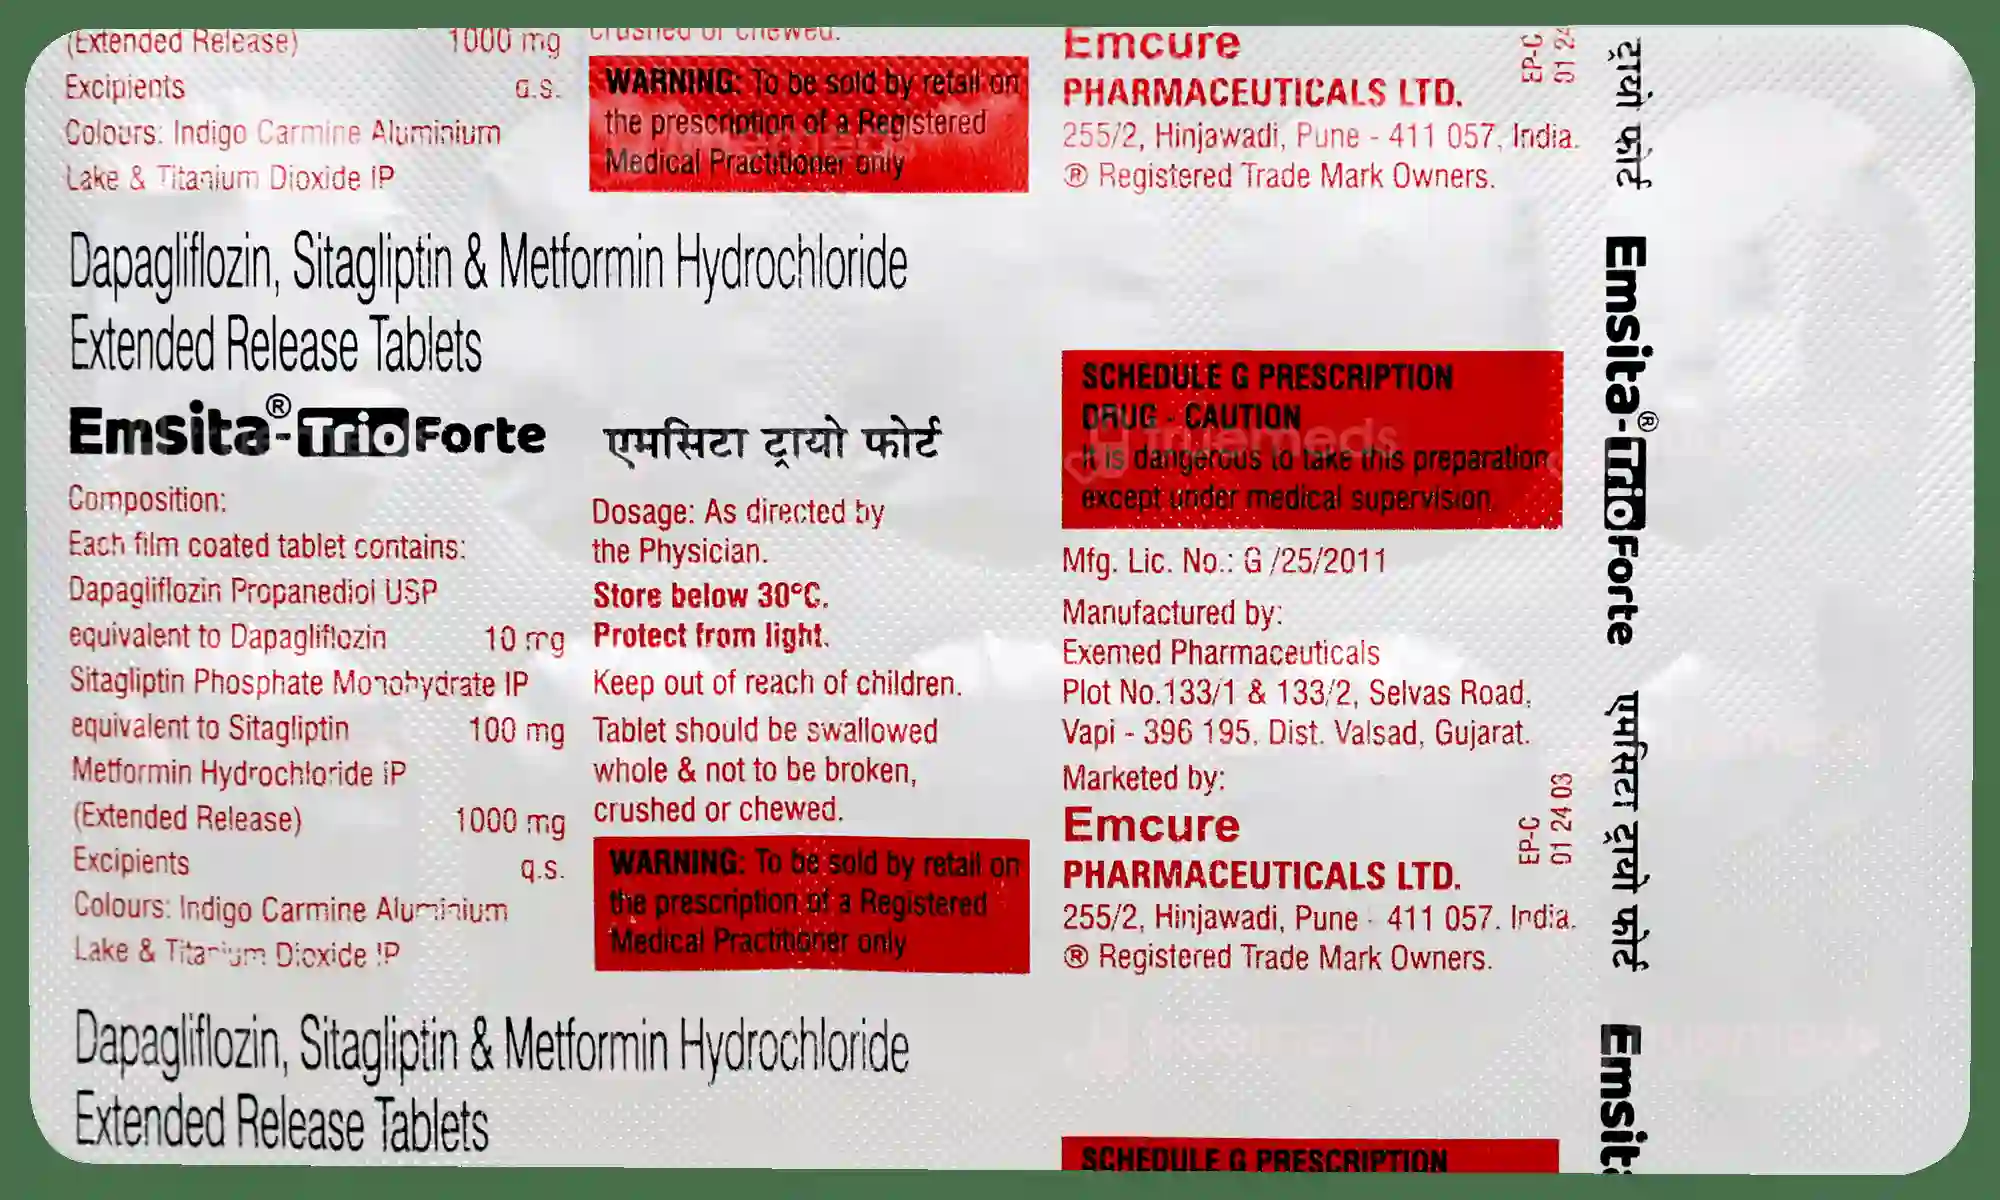 (Extended Release) 1000 mg
Excipients q.s.
Colours: Indigo Carmine Aluminium
Lake & Titanium Dioxide IP
crushed or chewed.
WARNING: To be sold by retail on
the prescription of a Registered
Medical Practitioner only
Emcure
PHARMACEUTICALS LTD.
255/2, Hinjawadi, Pune - 411 057, India.
® Registered Trade Mark Owners.
EP-C
01 24
Dapagliflozin, Sitagliptin & Metformin Hydrochloride
Extended Release Tablets
Emsita®-Trio Forte एमसिटा ट्रायो फोर्ट
Composition:
Each film coated tablet contains:
Dapagliflozin Propanediol USP
equivalent to Dapagliflozin 10 mg
Sitagliptin Phosphate Monohydrate IP
equivalent to Sitagliptin 100 mg
Metformin Hydrochloride IP
(Extended Release) 1000 mg
Excipients q.s.
Colours: Indigo Carmine Aluminium
Lake & Titanium Dioxide IP
Dosage: As directed by
the Physician.
Store below 30°C.
Protect from light.
Keep out of reach of children.
Tablet should be swallowed
whole & not to be broken,
crushed or chewed.
WARNING: To be sold by retail on
the prescription of a Registered
Medical Practitioner only
SCHEDULE G PRESCRIPTION
DRUG - CAUTION
It is dangerous to take this preparation
except under medical supervision.
truemeds
Mfg. Lic. No.: G /25/2011
Manufactured by:
Exemed Pharmaceuticals
Plot No.133/1 & 133/2, Selvas Road,
Vapi - 396 195, Dist. Valsad, Gujarat.
Marketed by:
Emcure
PHARMACEUTICALS LTD.
255/2, Hinjawadi, Pune - 411 057. India.
® Registered Trade Mark Owners.
EP-C
01 24 03
Dapagliflozin, Sitagliptin & Metformin Hydrochloride
Extended Release Tablets
SCHEDULE G PRESCRIPTION
ट्रायो फोर्ट
Emsita®-Trio Forte एमसिटा ट्रायो फोर्ट
Emsit